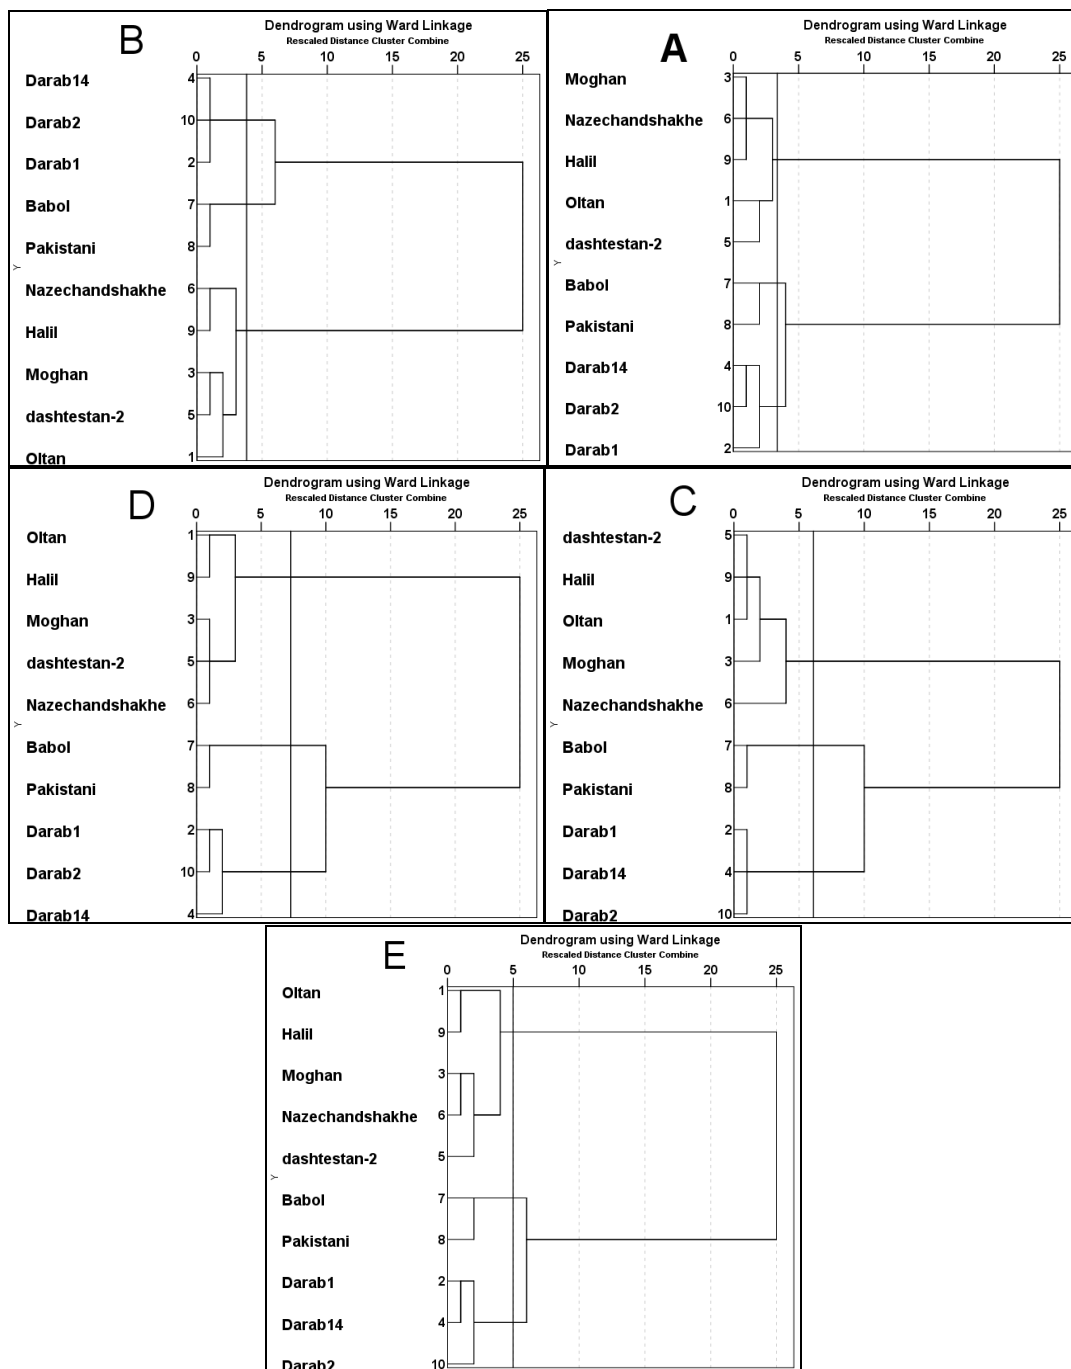 B
Dendrogram using Ward Linkage
Rescaled Distance Cluster Combine
0 5 10 15 20 25
Darab14 4
Darab2 10
Darab1 2
Babol 7
Pakistani 8
Y
Nazechandshakhe 6
Halil 9
Moghan 3
dashtestan-2 5
Oltan 1
A
Dendrogram using Ward Linkage
Rescaled Distance Cluster Combine
0 5 10 15 20 25
Moghan 3
Nazechandshakhe 6
Halil 9
Oltan 1
dashtestan-2 5
Y
Babol 7
Pakistani 8
Darab14 4
Darab2 10
Darab1 2
D
Dendrogram using Ward Linkage
Rescaled Distance Cluster Combine
0 5 10 15 20 25
Oltan 1
Halil 9
Moghan 3
dashtestan-2 5
Nazechandshakhe 6
Y
Babol 7
Pakistani 8
Darab1 2
Darab2 10
Darab14 4
C
Dendrogram using Ward Linkage
Rescaled Distance Cluster Combine
0 5 10 15 20 25
dashtestan-2 5
Halil 9
Oltan 1
Moghan 3
Nazechandshakhe 6
Y
Babol 7
Pakistani 8
Darab1 2
Darab14 4
Darab2 10
E
Dendrogram using Ward Linkage
Rescaled Distance Cluster Combine
0 5 10 15 20 25
Oltan 1
Halil 9
Moghan 3
Nazechandshakhe 6
dashtestan-2 5
Y
Babol 7
Pakistani 8
Darab1 2
Darab14 4
Darab2 10